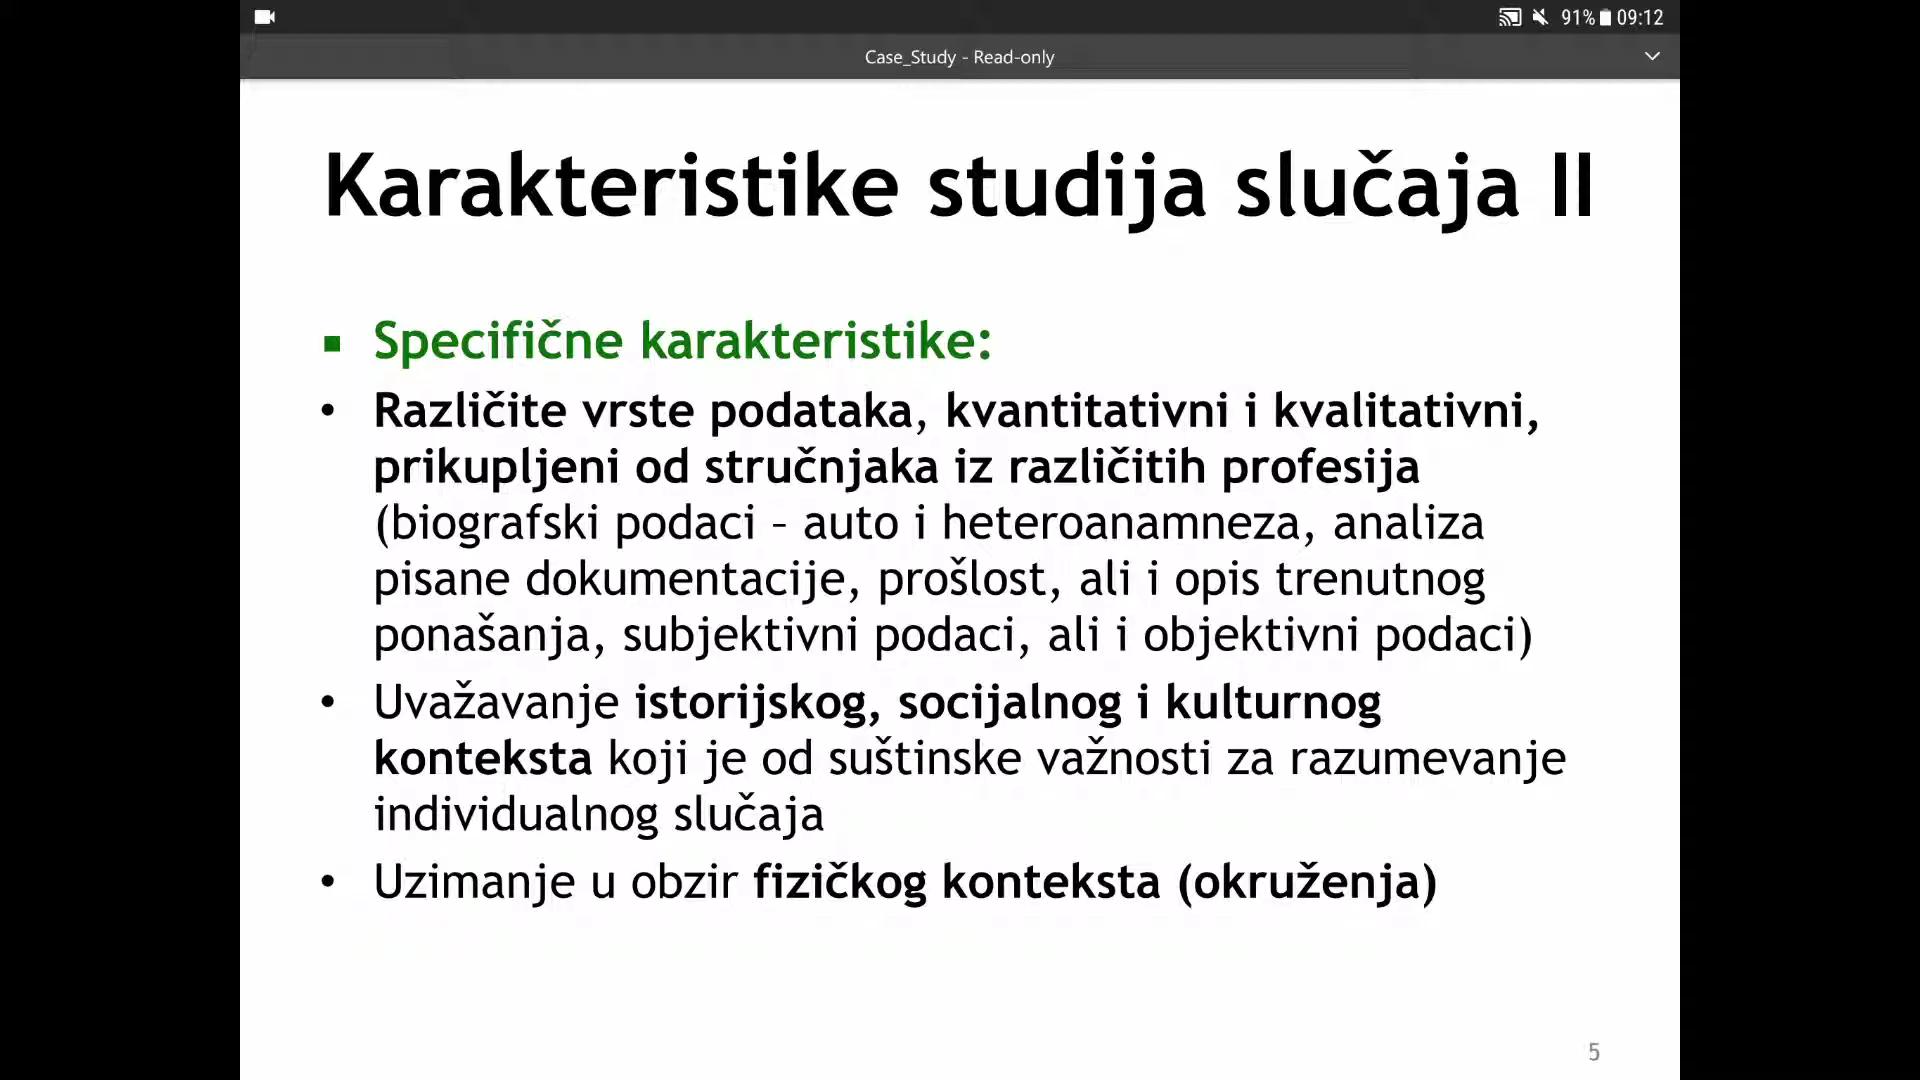 91% 09:12
Case_Study - Read-only
Karakteristike studija slučaja II
▪ Specifične karakteristike:
• Različite vrste podataka, kvantitativni i kvalitativni,
prikupljeni od stručnjaka iz različitih profesija
(biografski podaci – auto i heteroanamneza, analiza
pisane dokumentacije, prošlost, ali i opis trenutnog
ponašanja, subjektivni podaci, ali i objektivni podaci)
• Uvažavanje istorijskog, socijalnog i kulturnog
konteksta koji je od suštinske važnosti za razumevanje
individualnog slučaja
• Uzimanje u obzir fizičkog konteksta (okruženja)
5